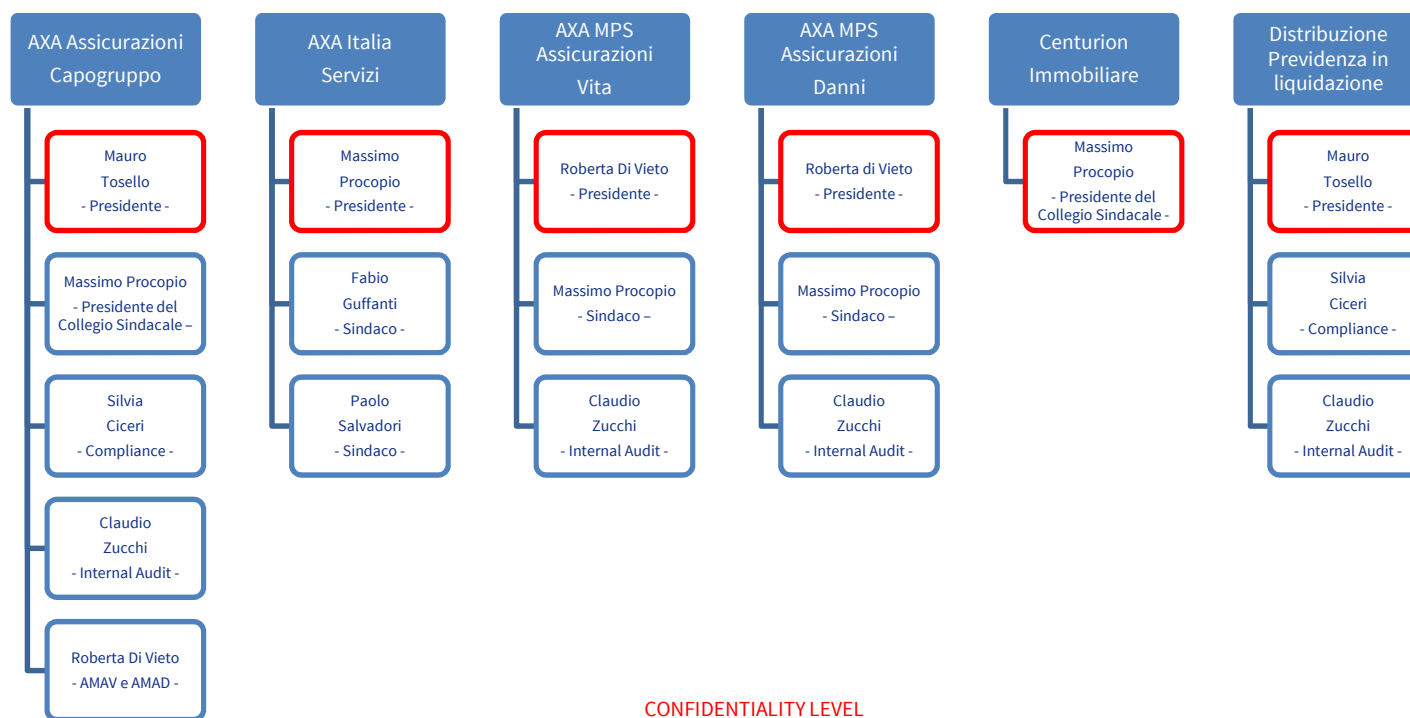 AXA Assicurazioni
Capogruppo
Mauro
Tosello
- Presidente -
Massimo Procopio
- Presidente del
Collegio Sindacale –
Silvia
Ciceri
- Compliance -
Claudio
Zucchi
- Internal Audit -
Roberta Di Vieto
- AMAV e AMAD -
AXA Italia
Servizi
Massimo
Procopio
- Presidente -
Fabio
Guffanti
- Sindaco -
Paolo
Salvadori
- Sindaco -
AXA MPS
Assicurazioni
Vita
Roberta Di Vieto
- Presidente -
Massimo Procopio
- Sindaco –
Claudio
Zucchi
- Internal Audit -
AXA MPS
Assicurazioni
Danni
Roberta di Vieto
- Presidente -
Massimo Procopio
- Sindaco –
Claudio
Zucchi
- Internal Audit -
Centurion
Immobiliare
Massimo
Procopio
- Presidente del
Collegio Sindacale -
Distribuzione
Previdenza in
liquidazione
Mauro
Tosello
- Presidente -
Silvia
Ciceri
- Compliance -
Claudio
Zucchi
- Internal Audit -
CONFIDENTIALITY LEVEL